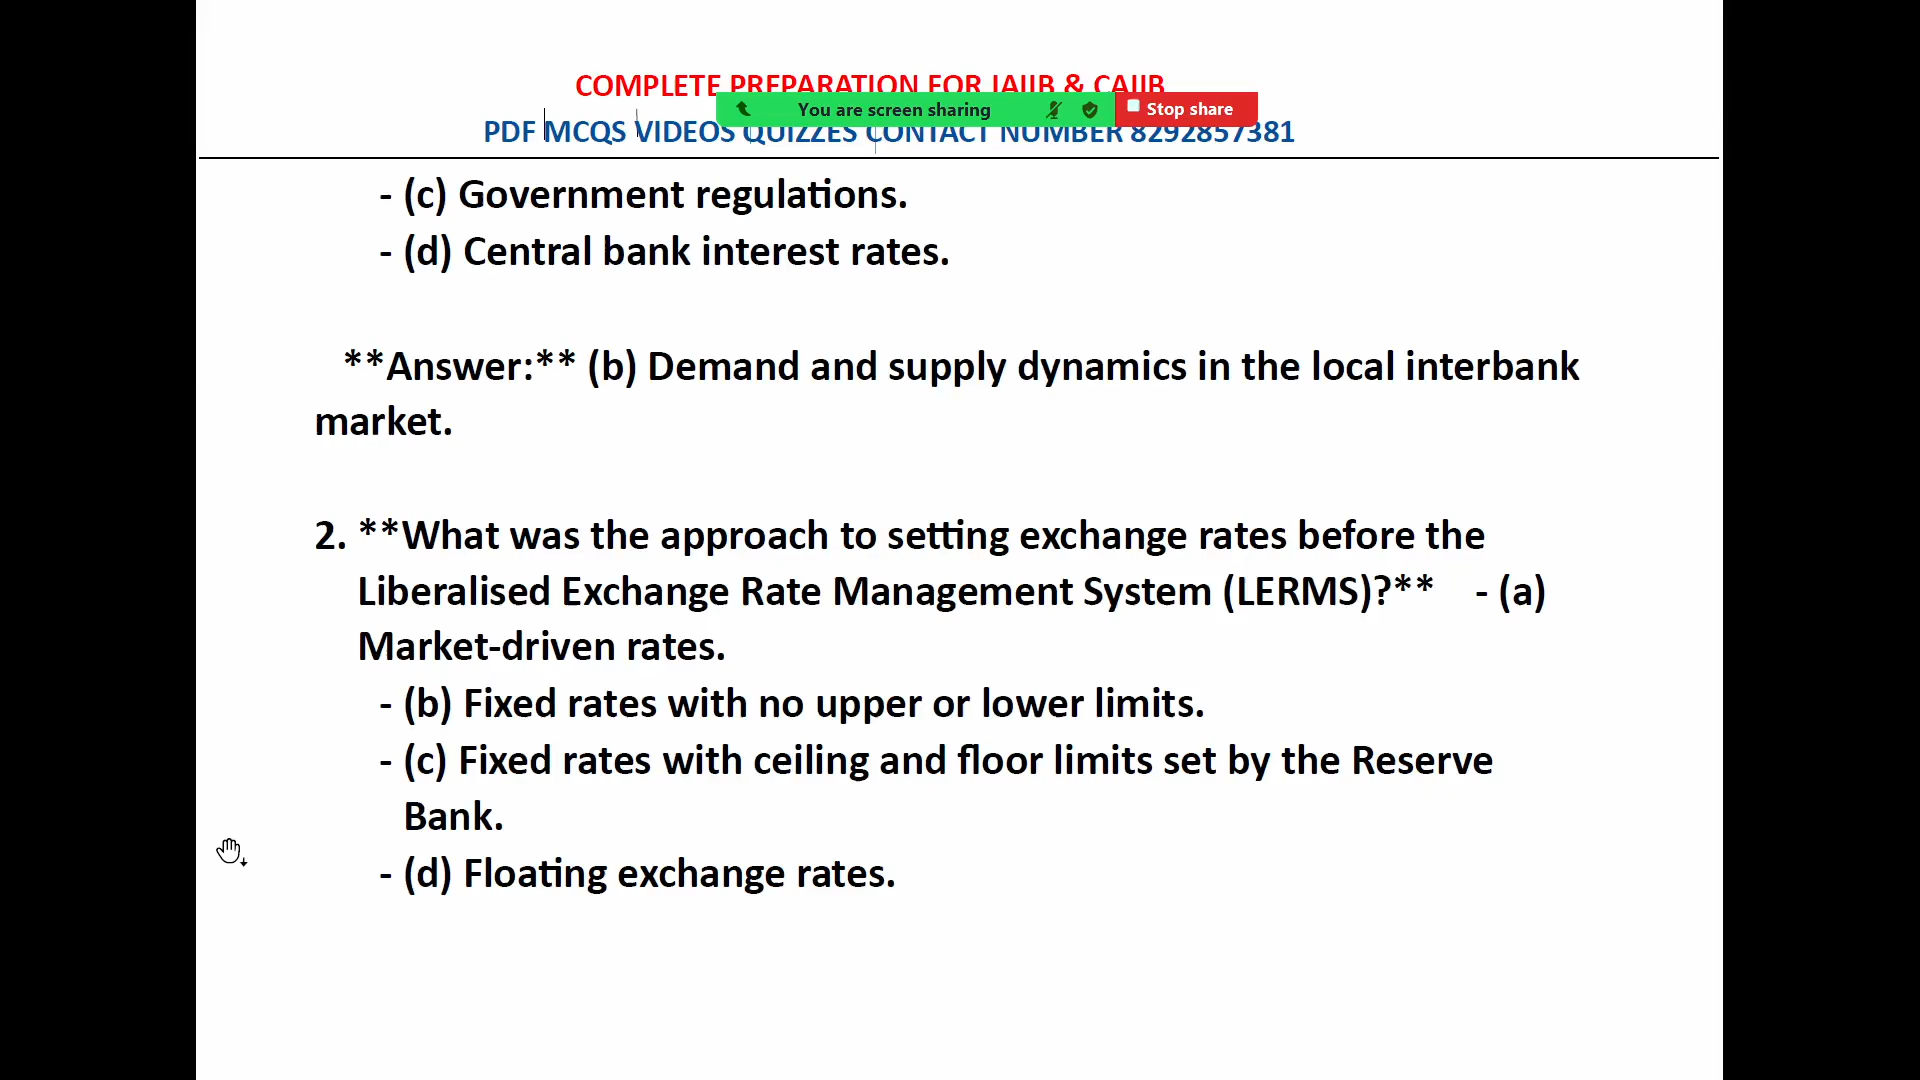 COMPLETE PREPARATION FOR JAIIB & CAIIB
You are screen sharing
Stop share
PDF MCQS VIDEOS QUIZZES CONTACT NUMBER 8292857381
- (c) Government regulations.
- (d) Central bank interest rates.
**Answer:** (b) Demand and supply dynamics in the local interbank
market.
2. **What was the approach to setting exchange rates before the
Liberalised Exchange Rate Management System (LERMS)?** - (a)
Market-driven rates.
- (b) Fixed rates with no upper or lower limits.
- (c) Fixed rates with ceiling and floor limits set by the Reserve
Bank.
- (d) Floating exchange rates.